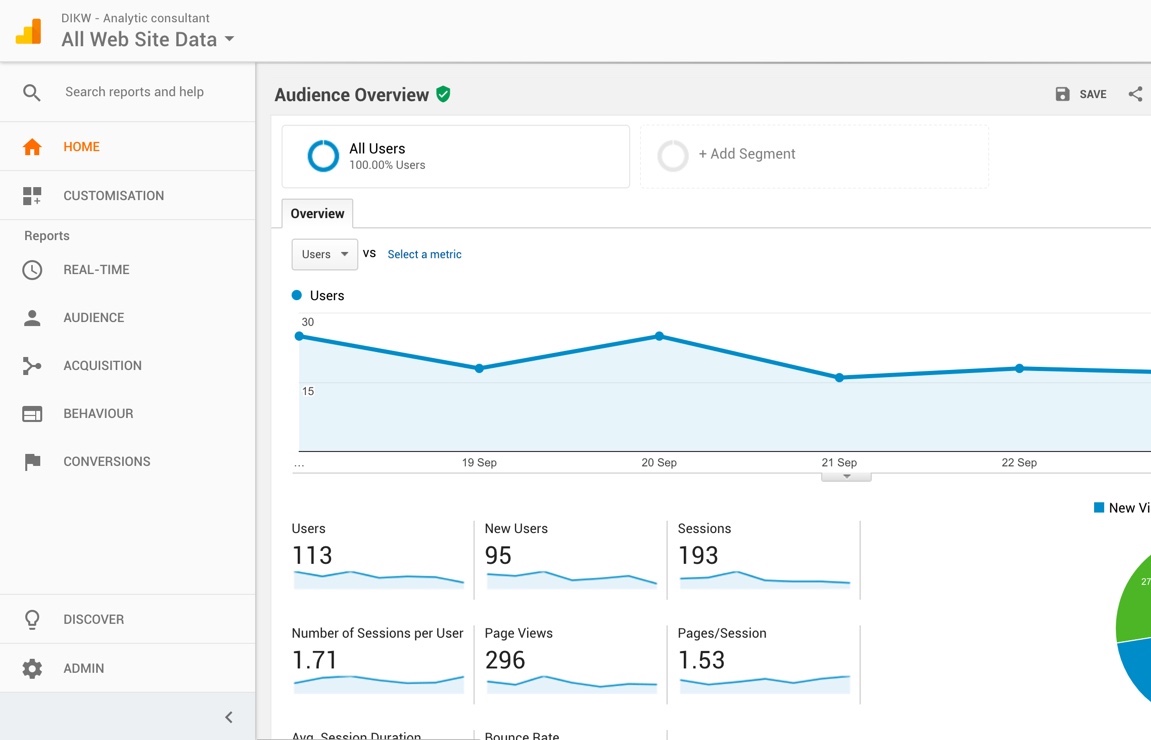 DIKW - Analytic consultant
All Web Site Data
Search reports and help
HOME
CUSTOMISATION
Reports
REAL-TIME
AUDIENCE
ACQUISITION
BEHAVIOUR
CONVERSIONS
DISCOVER
ADMIN
Audience Overview
SAVE
All Users
100.00% Users
+ Add Segment
Overview
Users
VS
Select a metric
Users
30
15
...
19 Sep
20 Sep
21 Sep
22 Sep
New Vi
Users
113
New Users
95
Sessions
193
27
Number of Sessions per User
1.71
Page Views
296
Pages/Session
1.53
Avg. Session Duration
Bounce Rate